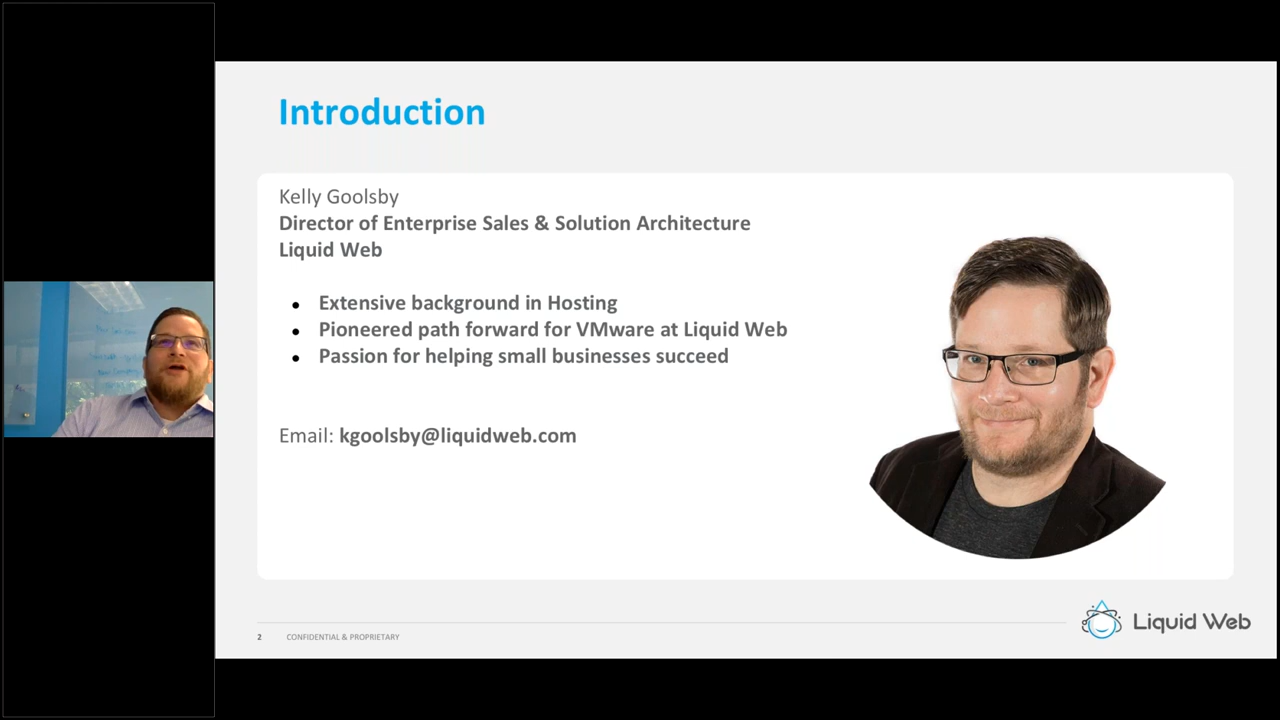 Introduction
Kelly Goolsby
Director of Enterprise Sales & Solution Architecture
Liquid Web
• Extensive background in Hosting
• Pioneered path forward for VMware at Liquid Web
• Passion for helping small businesses succeed
Email: kgoolsby@liquidweb.com
2 CONFIDENTIAL & PROPRIETARY
Liquid Web